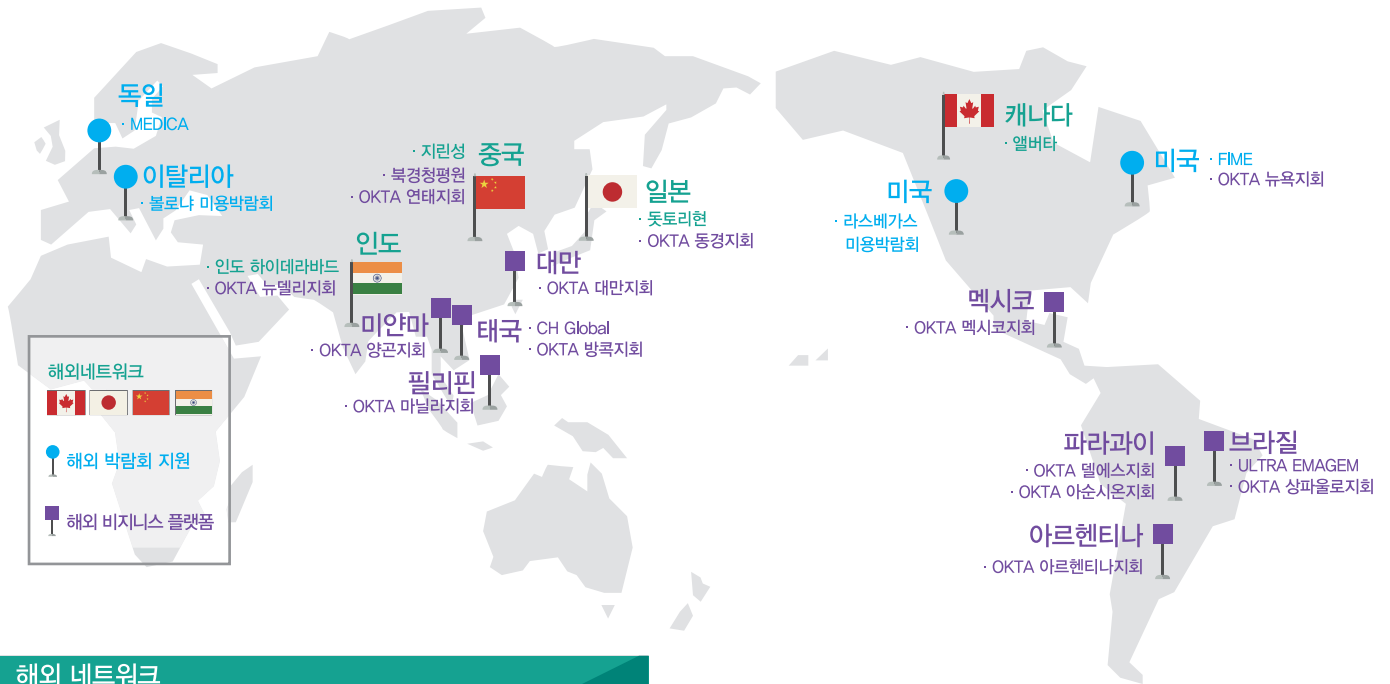 독일
· MEDICA
이탈리아
· 볼로냐 미용박람회
중국
· 지린성
· 북경청평원
· OKTA 연태지회
일본
· 돗토리현
· OKTA 동경지회
인도
· 인도 하이데라바드
· OKTA 뉴델리지회
대만
· OKTA 대만지회
미얀마
· OKTA 양곤지회
태국
· CH Global
· OKTA 방콕지회
필리핀
· OKTA 마닐라지회
캐나다
· 앨버타
미국
· 라스베가스
미용박람회
미국
· FIME
· OKTA 뉴욕지회
멕시코
· OKTA 멕시코지회
파라과이
· OKTA 델에스지회
· OKTA 아순시온지회
브라질
· ULTRA EMAGEM
· OKTA 상파울로지회
아르헨티나
· OKTA 아르헨티나지회
해외네트워크
해외 박람회 지원
해외 비지니스 플랫폼
해외 네트워크